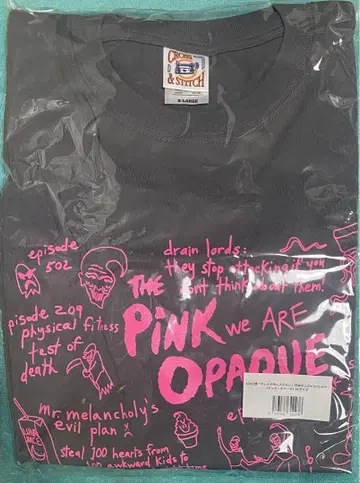 CROSS
& STITCH
X-LARGE
episode
502
drain lords:
they stop attacking if you
don't think about them!
THE
PiNK we ARE
OPAQUE
pisode 209
physical fitness
test of
death
mr. melancholy's
evil plan
steal 100 hearts from
100 awkward kids to